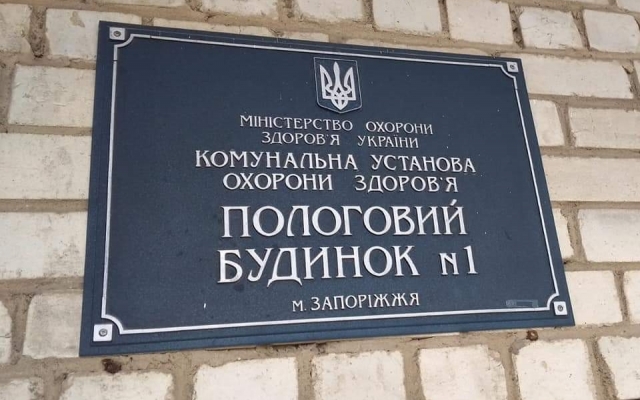 МІНІСТЕРСТВО ОХОРОНИ
ЗДОРОВ'Я УКРАЇНИ
КОМУНАЛЬНА УСТАНОВА
ОХОРОНИ ЗДОРОВ'Я
ПОЛОГОВИЙ
БУДИНОК №1
М. ЗАПОРІЖЖЯ